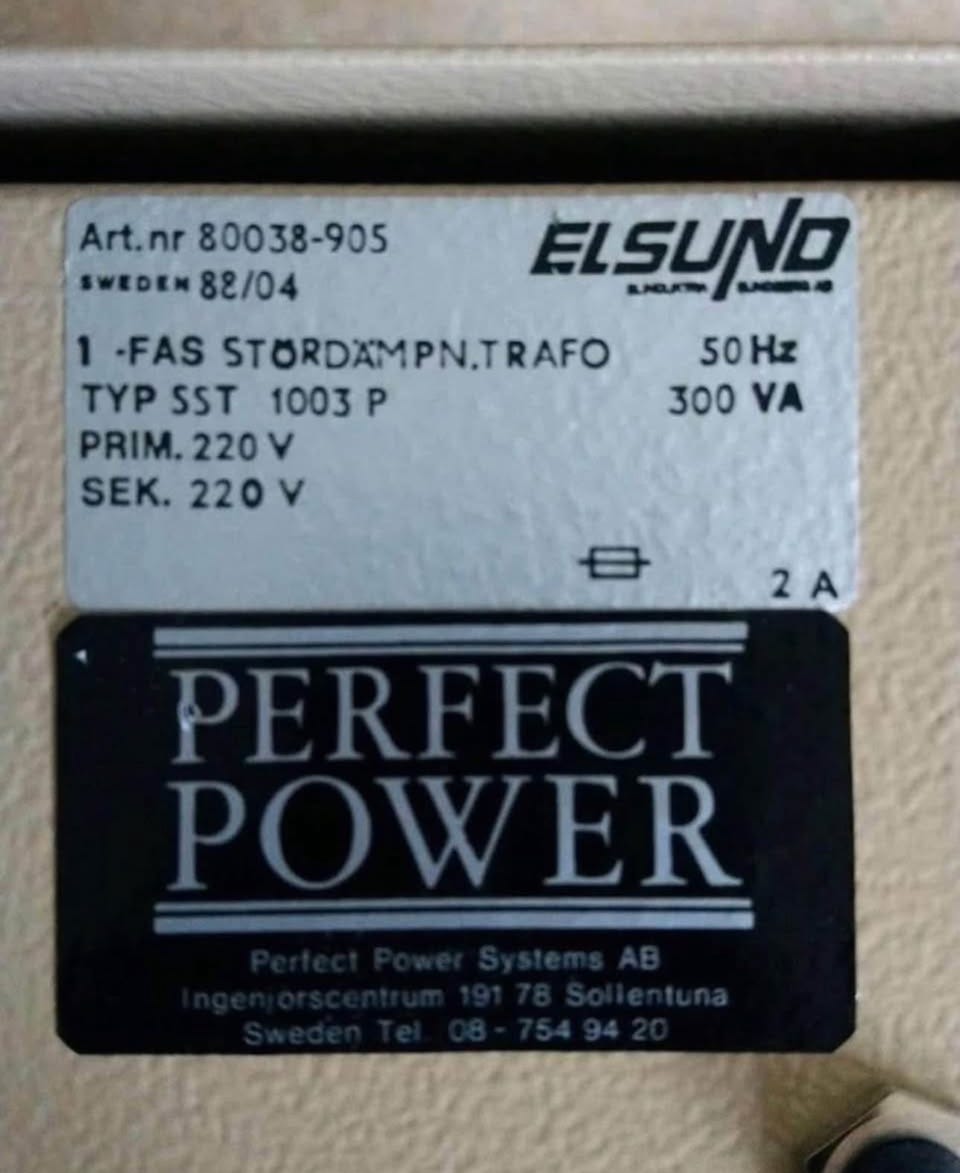 Art.nr 80038-905
ELSUND
SWEDEN 88/04
1 -FAS STÖRDÄMPN.TRAFO 50 Hz
TYP SST 1003 P 300 VA
PRIM. 220 V
SEK. 220 V
2 A
PERFECT
POWER
Perfect Power Systems AB
Ingenjorscentrum 191 78 Sollentuna
Sweden Tel. 08-754 94 20